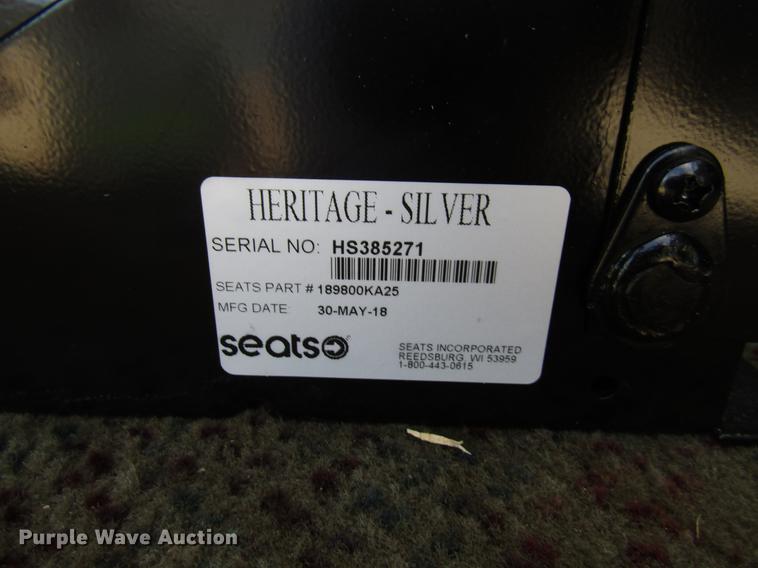 HERITAGE - SILVER
SERIAL NO: HS385271
SEATS PART # 189800KA25
MFG DATE: 30-MAY-18
seats
SEATS INCORPORATED
REEDSBURG, WI 53959
1-800-443-0615
Purple Wave Auction